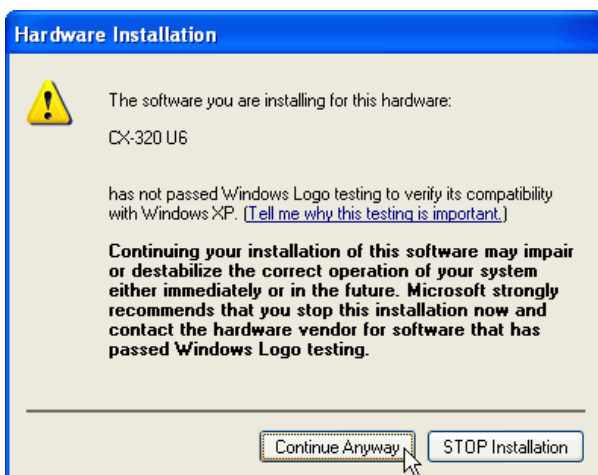 Hardware Installation
The software you are installing for this hardware:
CX-320 U6
has not passed Windows Logo testing to verify its compatibility
with Windows XP. (Tell me why this testing is important.)
Continuing your installation of this software may impair
or destabilize the correct operation of your system
either immediately or in the future. Microsoft strongly
recommends that you stop this installation now and
contact the hardware vendor for software that has
passed Windows Logo testing.
Continue Anyway
STOP Installation